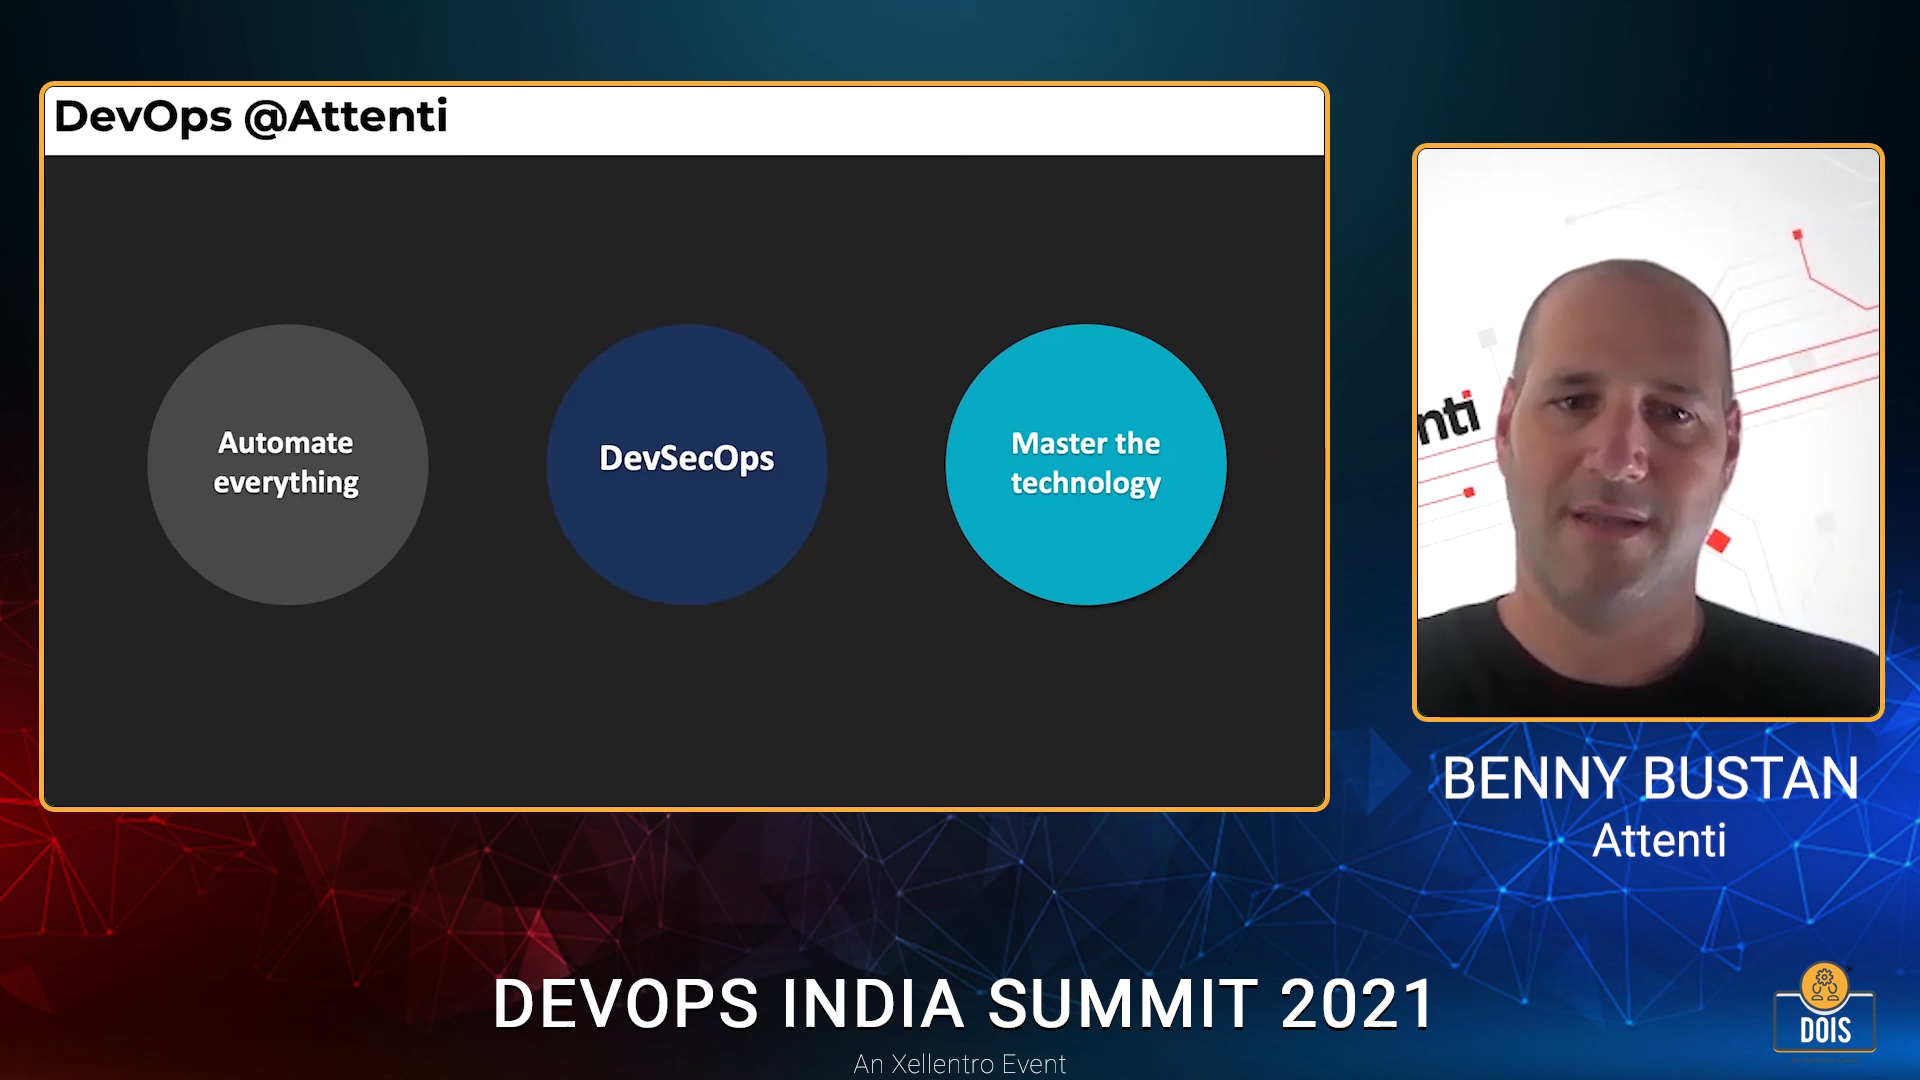 DevOps @Attenti
Automate
everything
DevSecOps
Master the
technology
nti
BENNY BUSTAN
Attenti
DEVOPS INDIA SUMMIT 2021
An Xellentro Event
DOIS